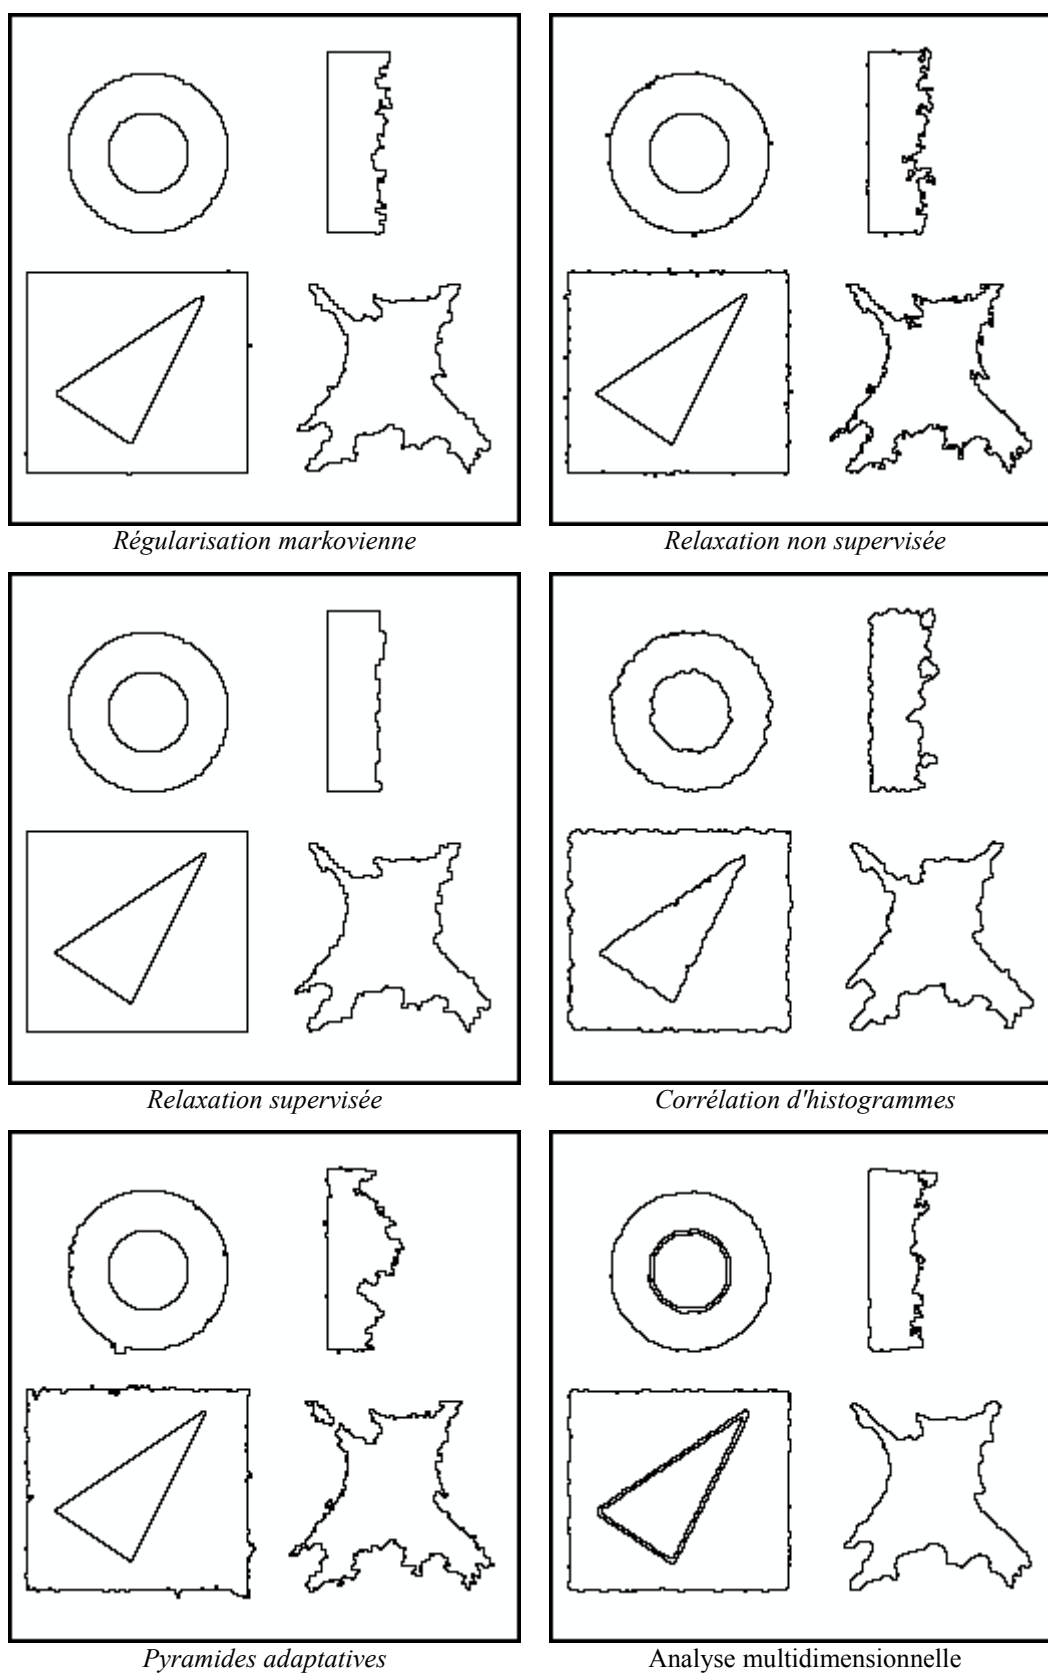 Régularisation markovienne
Relaxation non supervisée
Relaxation supervisée
Corrélation d'histogrammes
Pyramides adaptatives
Analyse multidimensionnelle